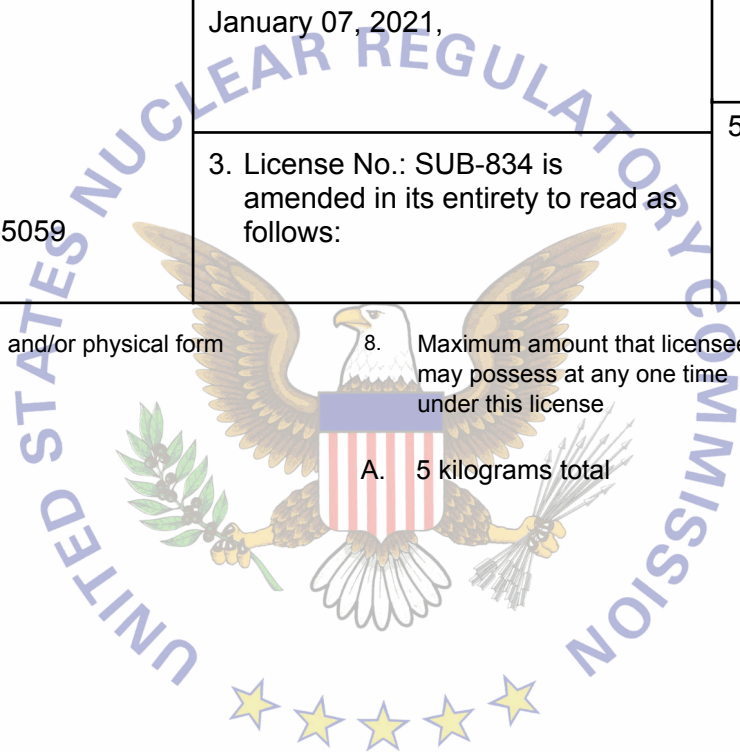 January 07, 2021,
5
3. License No.: SUB-834 is
amended in its entirety to read as
follows:
5059
and/or physical form
8. Maximum amount that licensee
may possess at any one time
under this license
A. 5 kilograms total
UNITED STATES NUCLEAR REGULATORY COMMISSION